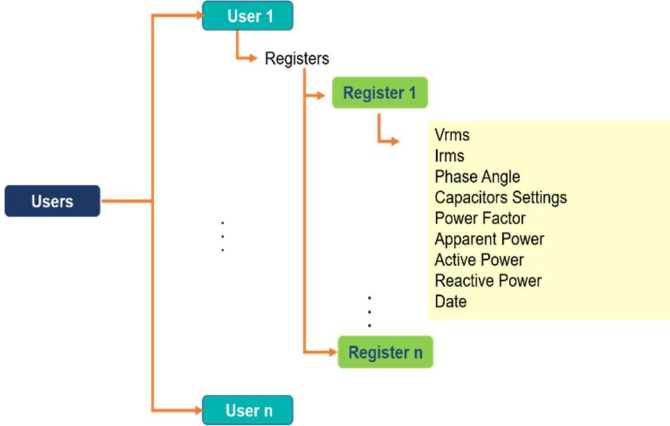 User 1
Registers
Register 1
Vrms
Irms
Phase Angle
Capacitors Settings
Power Factor
Apparent Power
Active Power
Reactive Power
Date
Users
Register n
User n